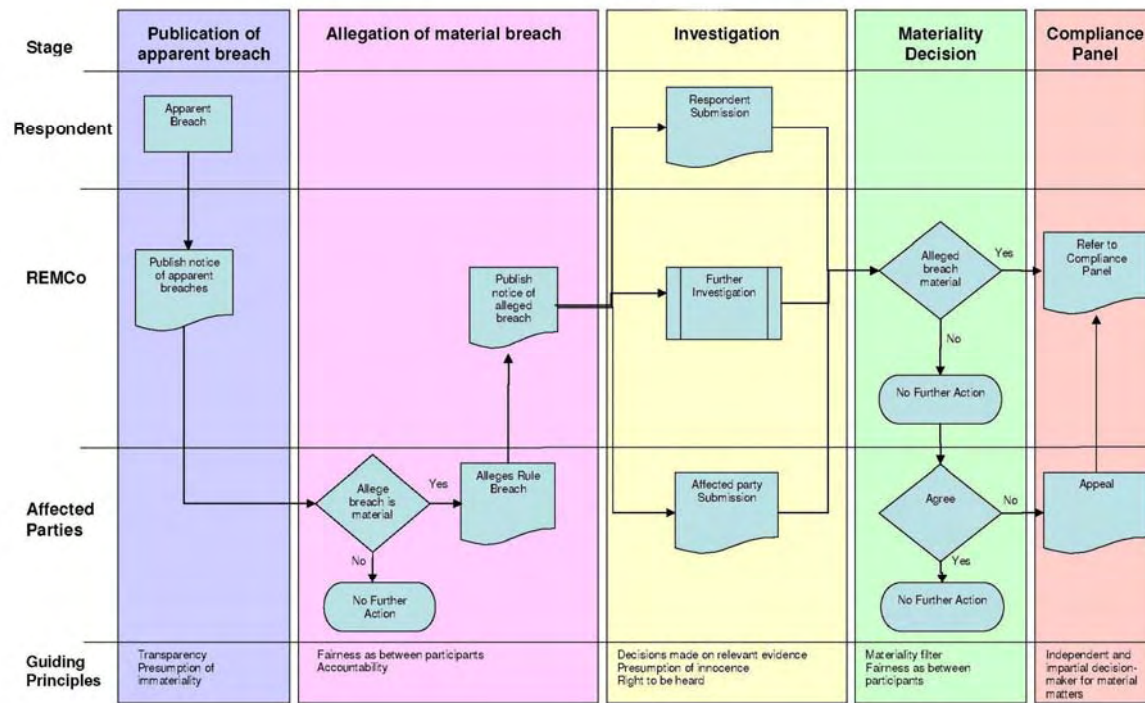 Stage
Publication of
apparent breach
Allegation of material breach
Investigation
Materiality
Decision
Compliance
Panel
Respondent
Apparent
Breach
Respondent
Submission
REMCo
Publish notice
of apparent
breaches
Publish
notice of
alleged
breach
Further
Investigation
Alleged
breach
material
Yes
Refer to
Compliance
Panel
No
No Further Action
Affected
Parties
Allege
breach is
material
Yes
Alleges Rule
Breach
Affected party
Submission
Agree
No
Appeal
No
Yes
No Further
Action
No Further Action
Guiding
Principles
Transparency
Presumption of
immateriality
Fairness as between participants
Accountability
Decisions made on relevant evidence
Presumption of innocence
Right to be heard
Materiality filter
Fairness as between
participants
Independent and
impartial decision-
maker for material
matters